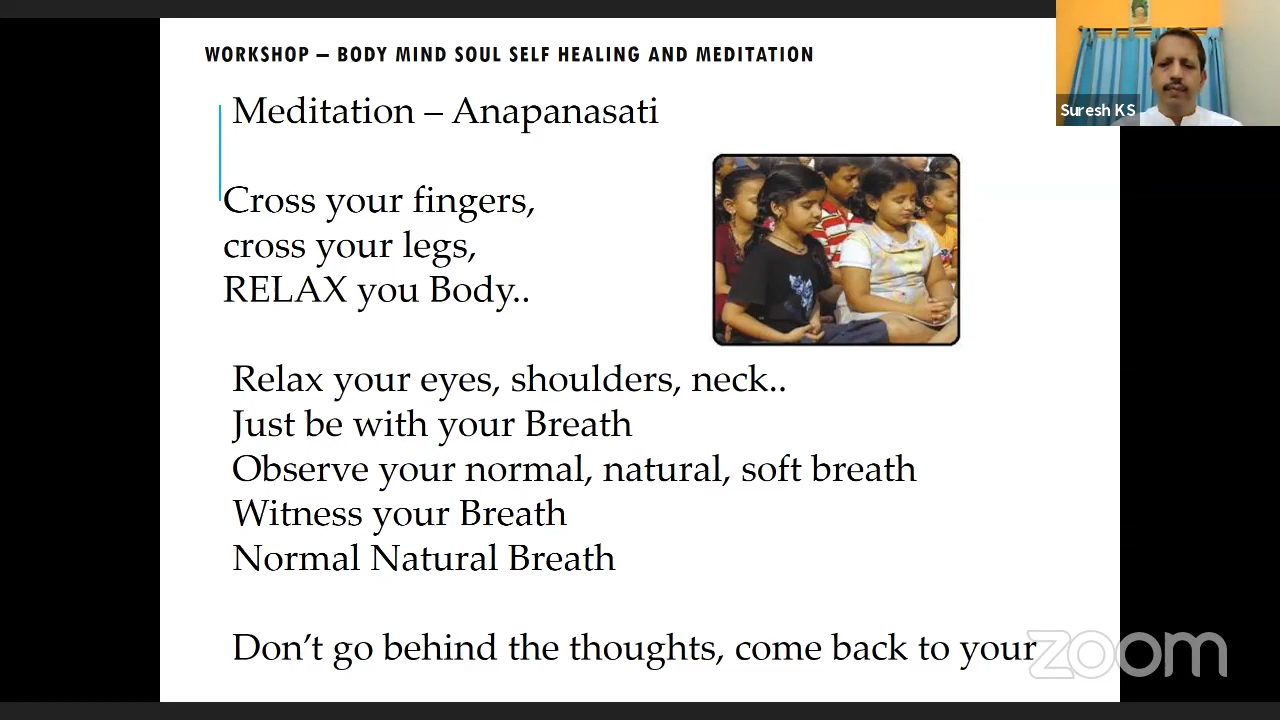 WORKSHOP – BODY MIND SOUL SELF HEALING AND MEDITATION
Suresh KS
Meditation – Anapanasati
Cross your fingers,
cross your legs,
RELAX you Body..
Relax your eyes, shoulders, neck..
Just be with your Breath
Observe your normal, natural, soft breath
Witness your Breath
Normal Natural Breath
Don’t go behind the thoughts, come back to your
zoom